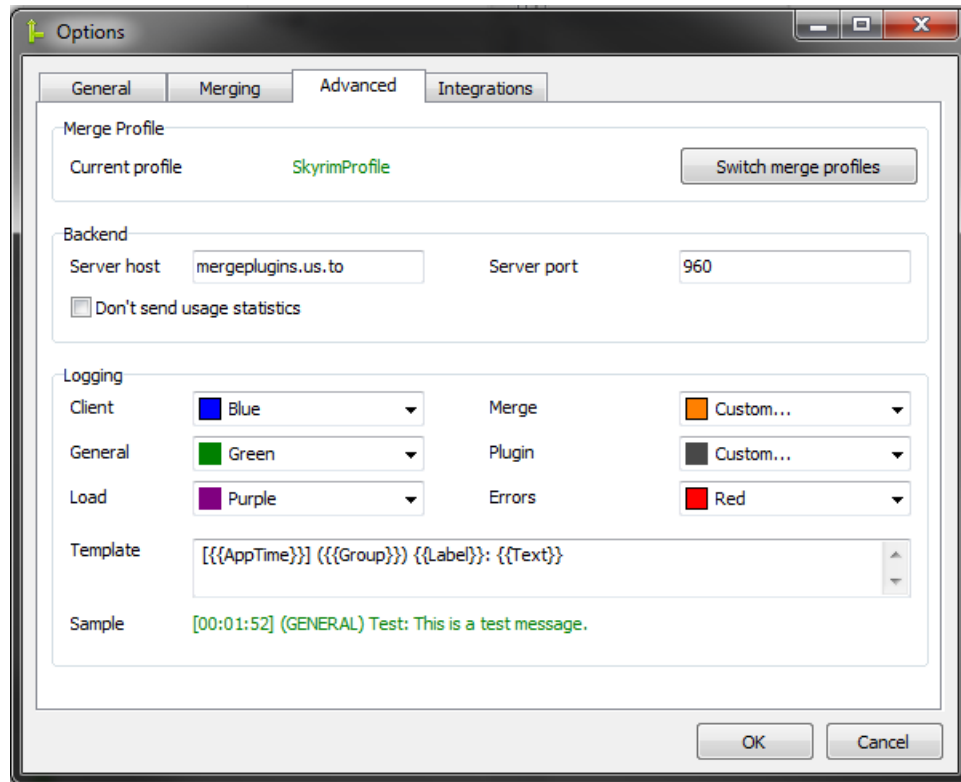 Options
General Merging Advanced Integrations
Merge Profile
Current profile SkyrimProfile Switch merge profiles
Backend
Server host mergeplugins.us.to Server port 960
Don't send usage statistics
Logging
Client Blue Merge Custom...
General Green Plugin Custom...
Load Purple Errors Red
Template [{{AppTime}}] ({{Group}}) {{Label}}: {{Text}}
Sample [00:01:52] (GENERAL) Test: This is a test message.
OK Cancel